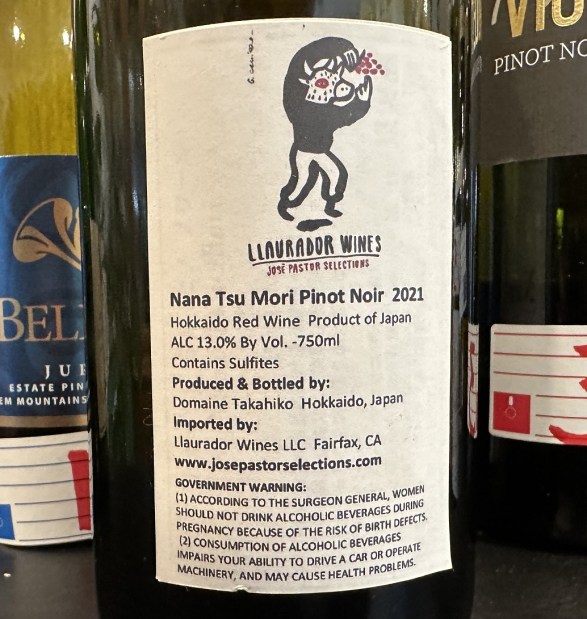 LLAURADOR WINES
JOSÉ PASTOR SELECTIONS
Nana Tsu Mori Pinot Noir 2021
Hokkaido Red Wine Product of Japan
ALC 13.0% By Vol. -750ml
Contains Sulfites
Produced & Bottled by:
Domaine Takahiko Hokkaido, Japan
Imported by:
Llaurador Wines LLC Fairfax, CA
www.josepastorselections.com
GOVERNMENT WARNING:
(1) ACCORDING TO THE SURGEON GENERAL, WOMEN
SHOULD NOT DRINK ALCOHOLIC BEVERAGES DURING
PREGNANCY BECAUSE OF THE RISK OF BIRTH DEFECTS.
(2) CONSUMPTION OF ALCOHOLIC BEVERAGES
IMPAIRS YOUR ABILITY TO DRIVE A CAR OR OPERATE
MACHINERY, AND MAY CAUSE HEALTH PROBLEMS.
BEL
JU
ESTATE PIN
EM MOUNTAINS
PINOT NO